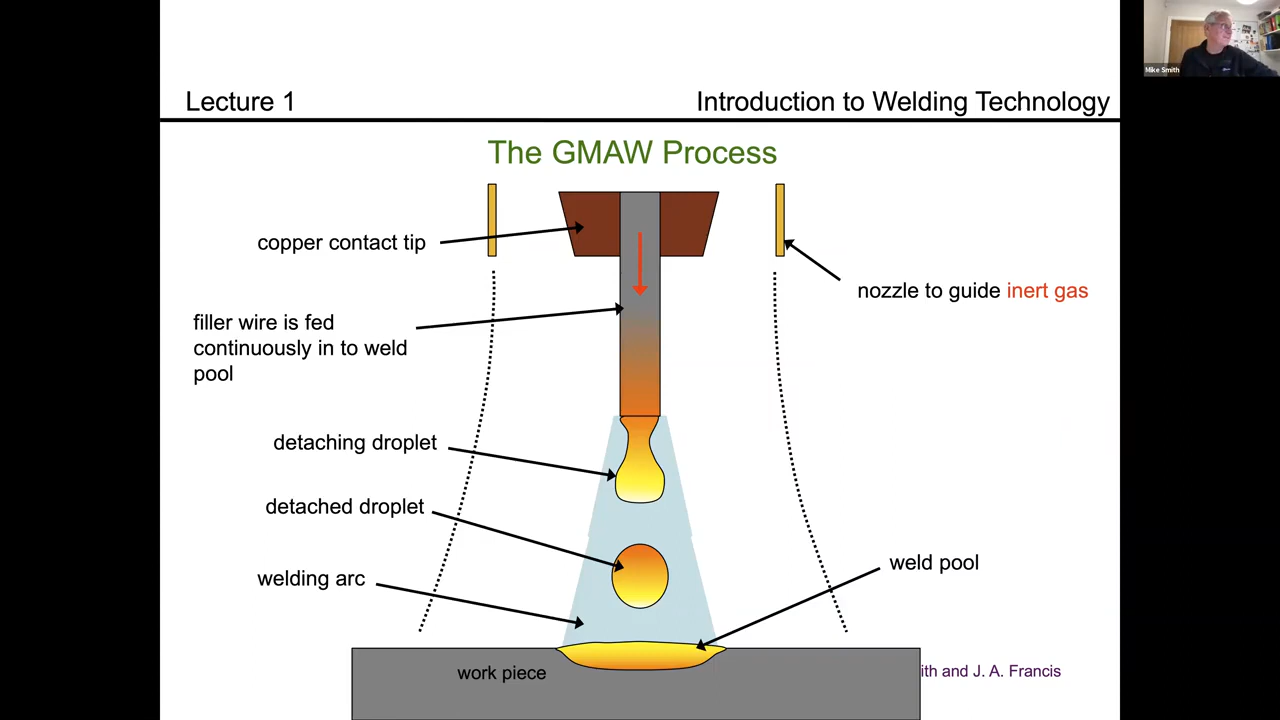 Mike Smith
Lecture 1
Introduction to Welding Technology
The GMAW Process
copper contact tip
nozzle to guide inert gas
filler wire is fed
continuously in to weld
pool
detaching droplet
detached droplet
weld pool
welding arc
work piece
ith and J. A. Francis